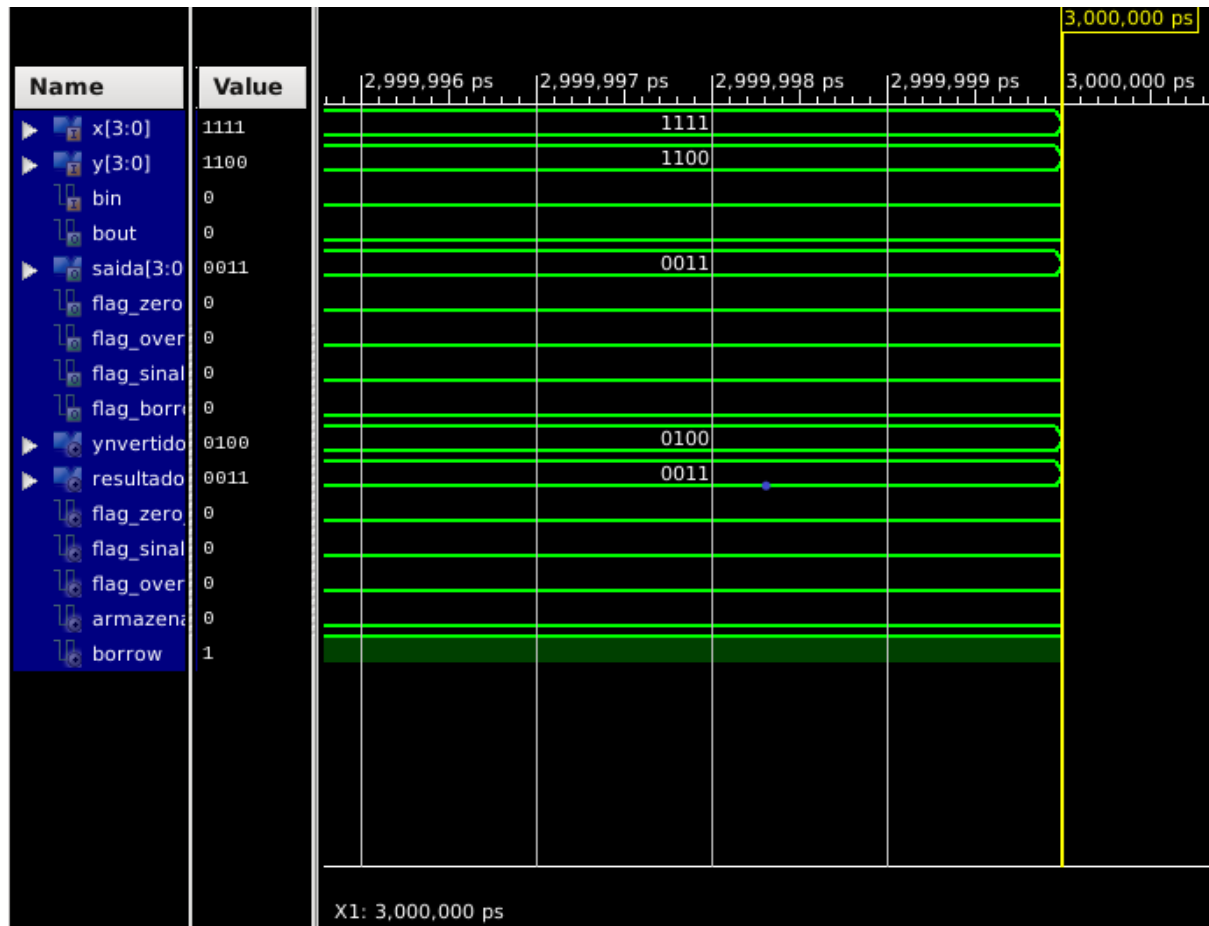 3,000,000 ps
Name Value 2,999,996 ps 2,999,997 ps 2,999,998 ps 2,999,999 ps 3,000,000 ps
x[3:0] 1111 1111
y[3:0] 1100 1100
bin 0
bout 0
saida[3:0 0011 0011
flag_zero 0
flag_over 0
flag_sinal 0
flag_borr 0
ynvertido 0100 0100
resultado 0011 0011
flag_zero_ 0
flag_sinal 0
flag_over 0
armazena 0
borrow 1
X1: 3,000,000 ps